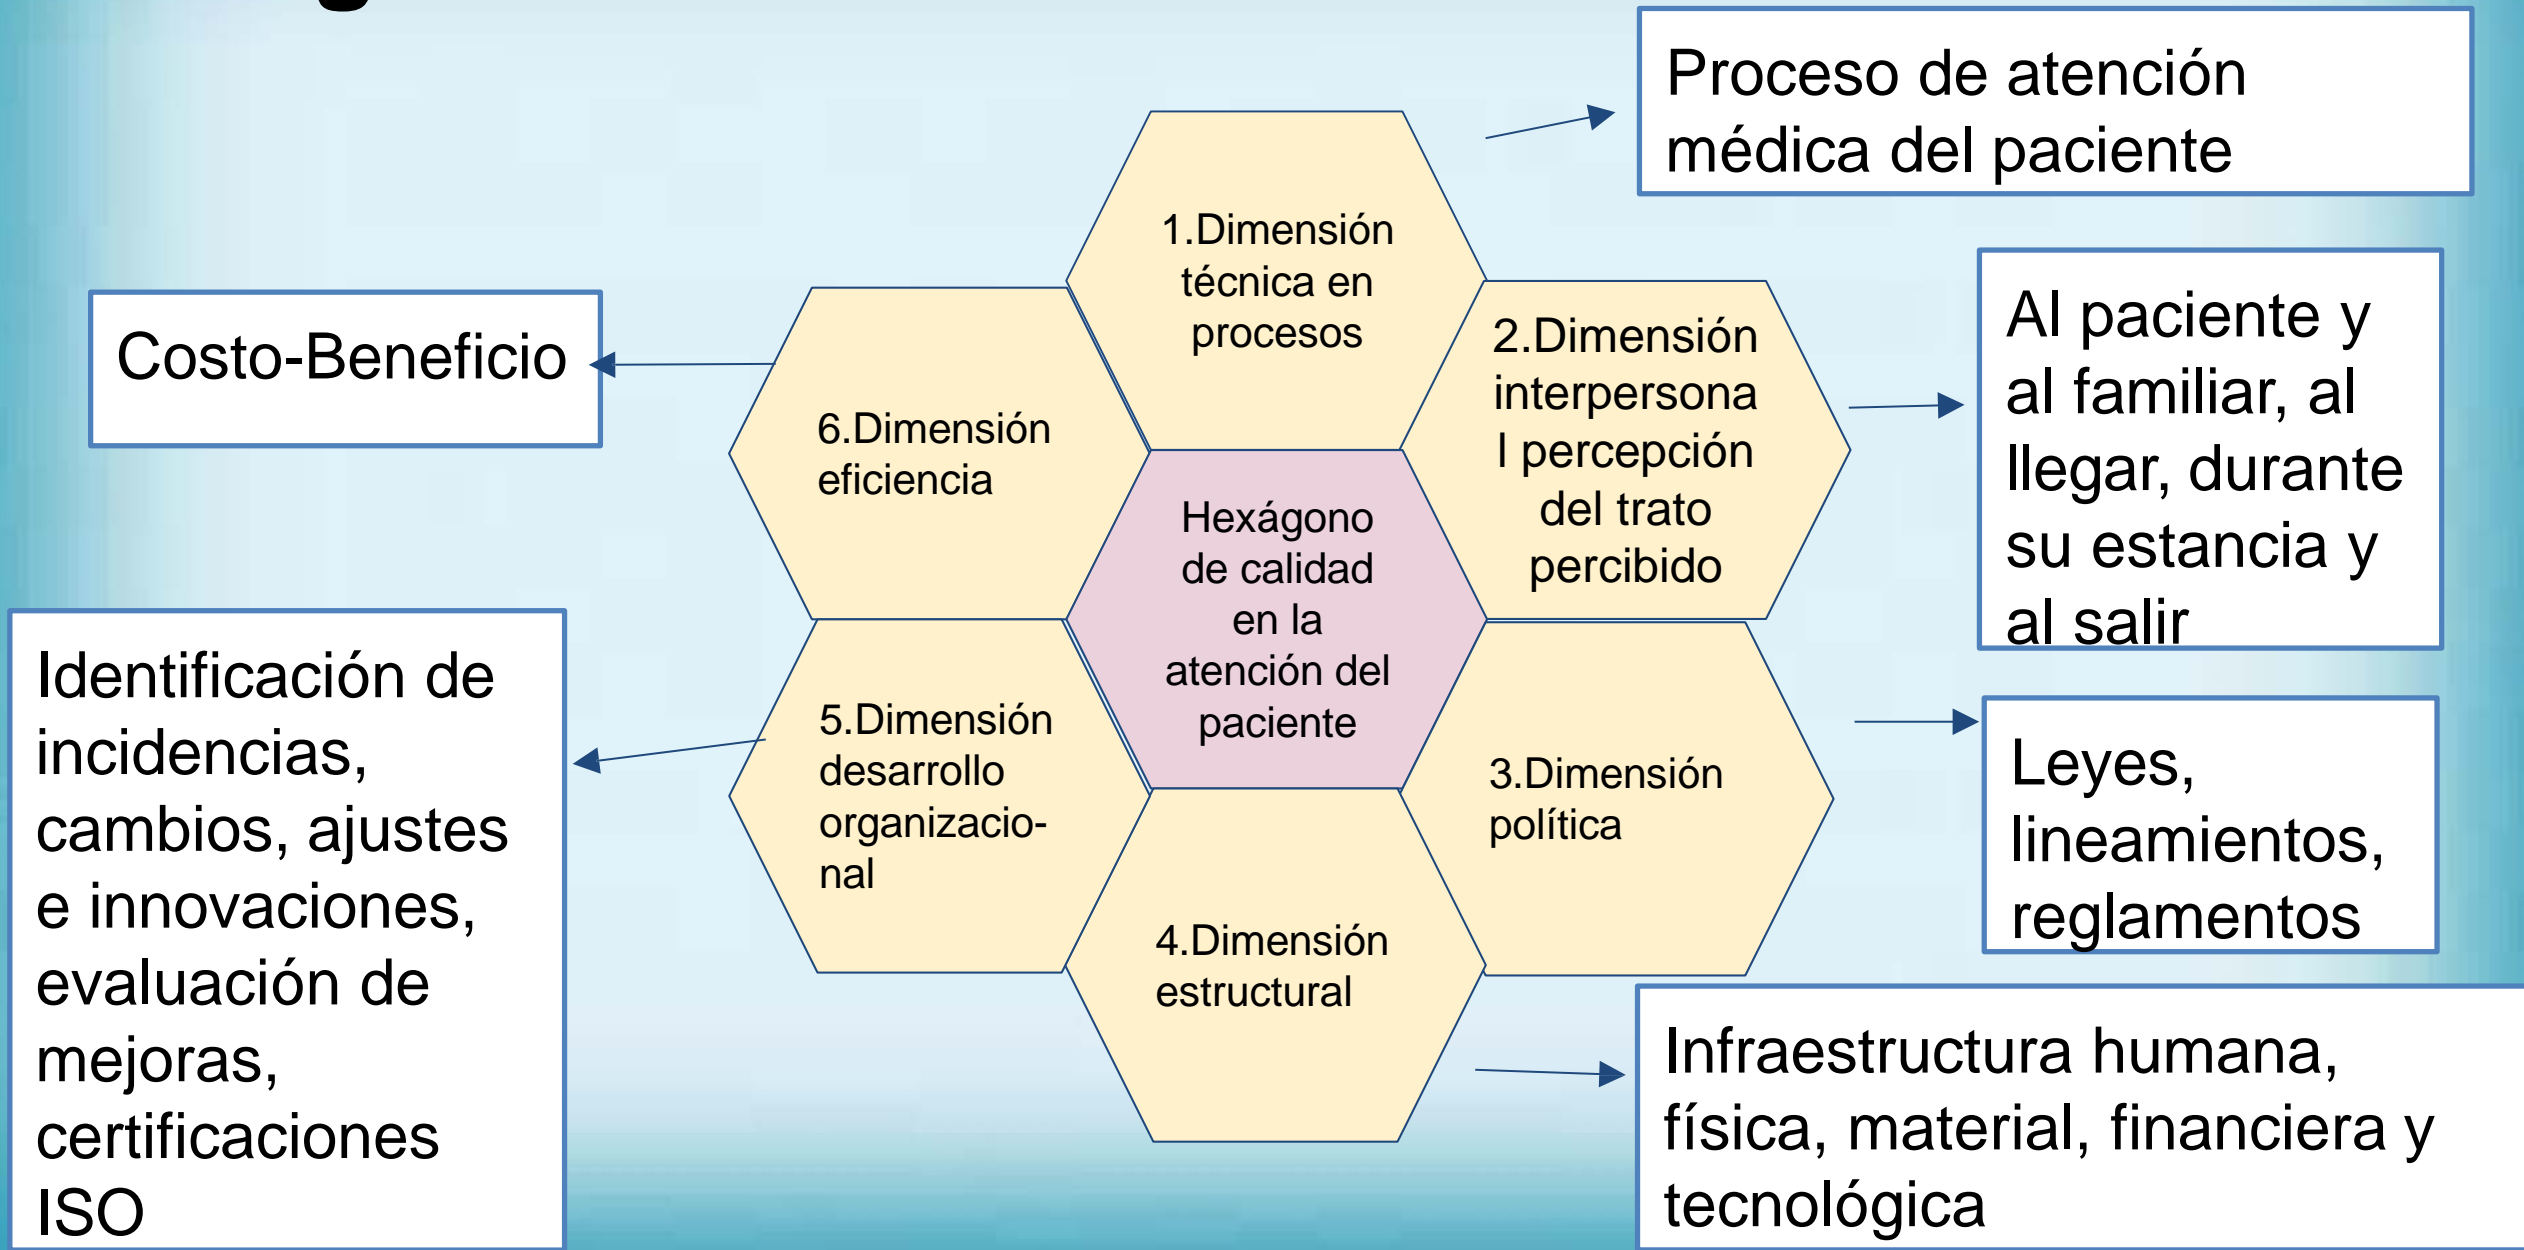 Proceso de atención
médica del paciente
1.Dimensión
técnica en
procesos
2.Dimensión
interpersona
l percepción
del trato
percibido
Al paciente y
al familiar, al
llegar, durante
su estancia y
al salir
Costo-Beneficio
6.Dimensión
eficiencia
Hexágono
de calidad
en la
atención del
paciente
3.Dimensión
política
Leyes,
lineamientos,
reglamentos
5.Dimensión
desarrollo
organizacio-
nal
Identificación de
incidencias,
cambios, ajustes
e innovaciones,
evaluación de
mejoras,
certificaciones
ISO
4.Dimensión
estructural
Infraestructura humana,
física, material, financiera y
tecnológica